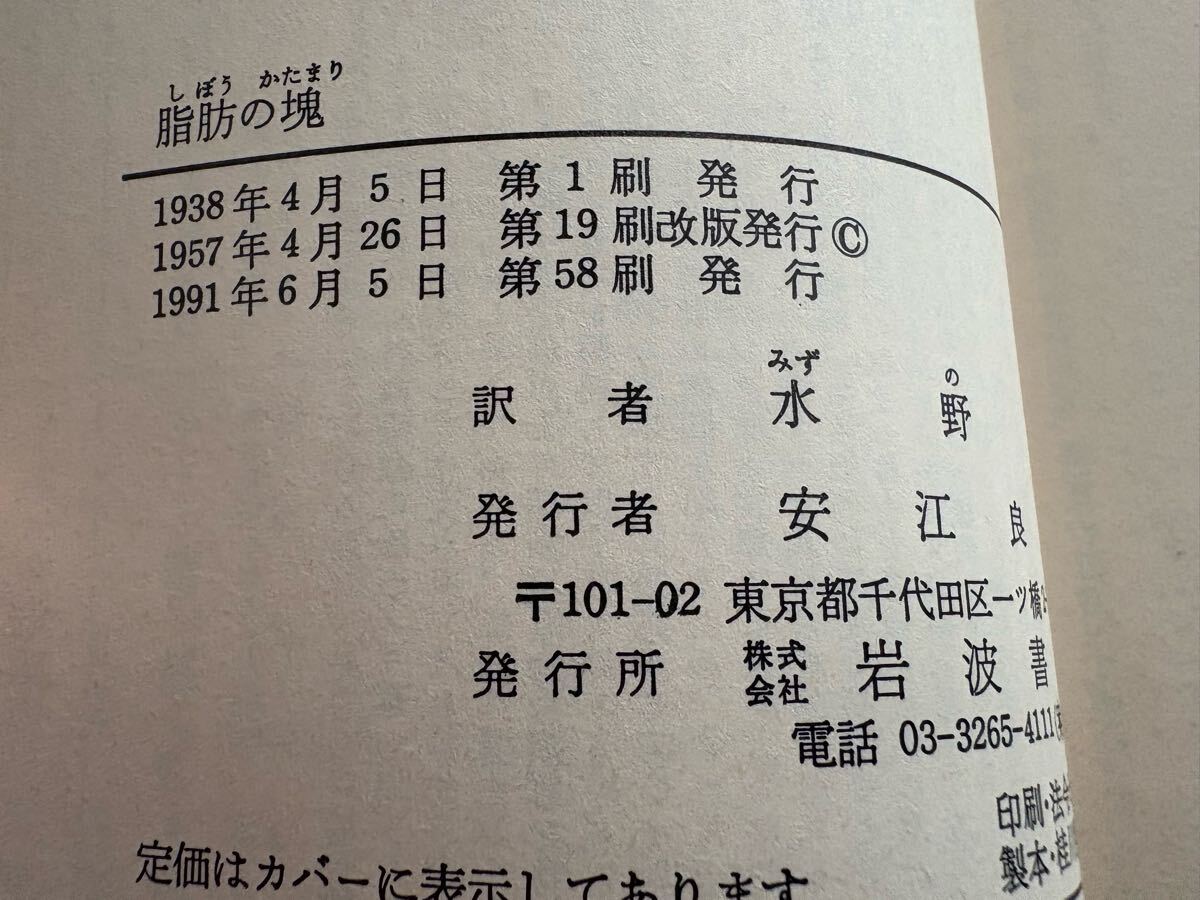 しぼう かたまり
脂肪の塊
1938年4月5日 第1刷発行
1957年4月26日 第19刷改版発行©
1991年6月5日 第58刷発行
みず の
訳者 水野
発行者 安江良
〒101-02 東京都千代田区一ツ橋
発行所 株式会社 岩波書
電話 03-3265-4111
印刷・法
製本・桂
定価はカバーに表示してあります